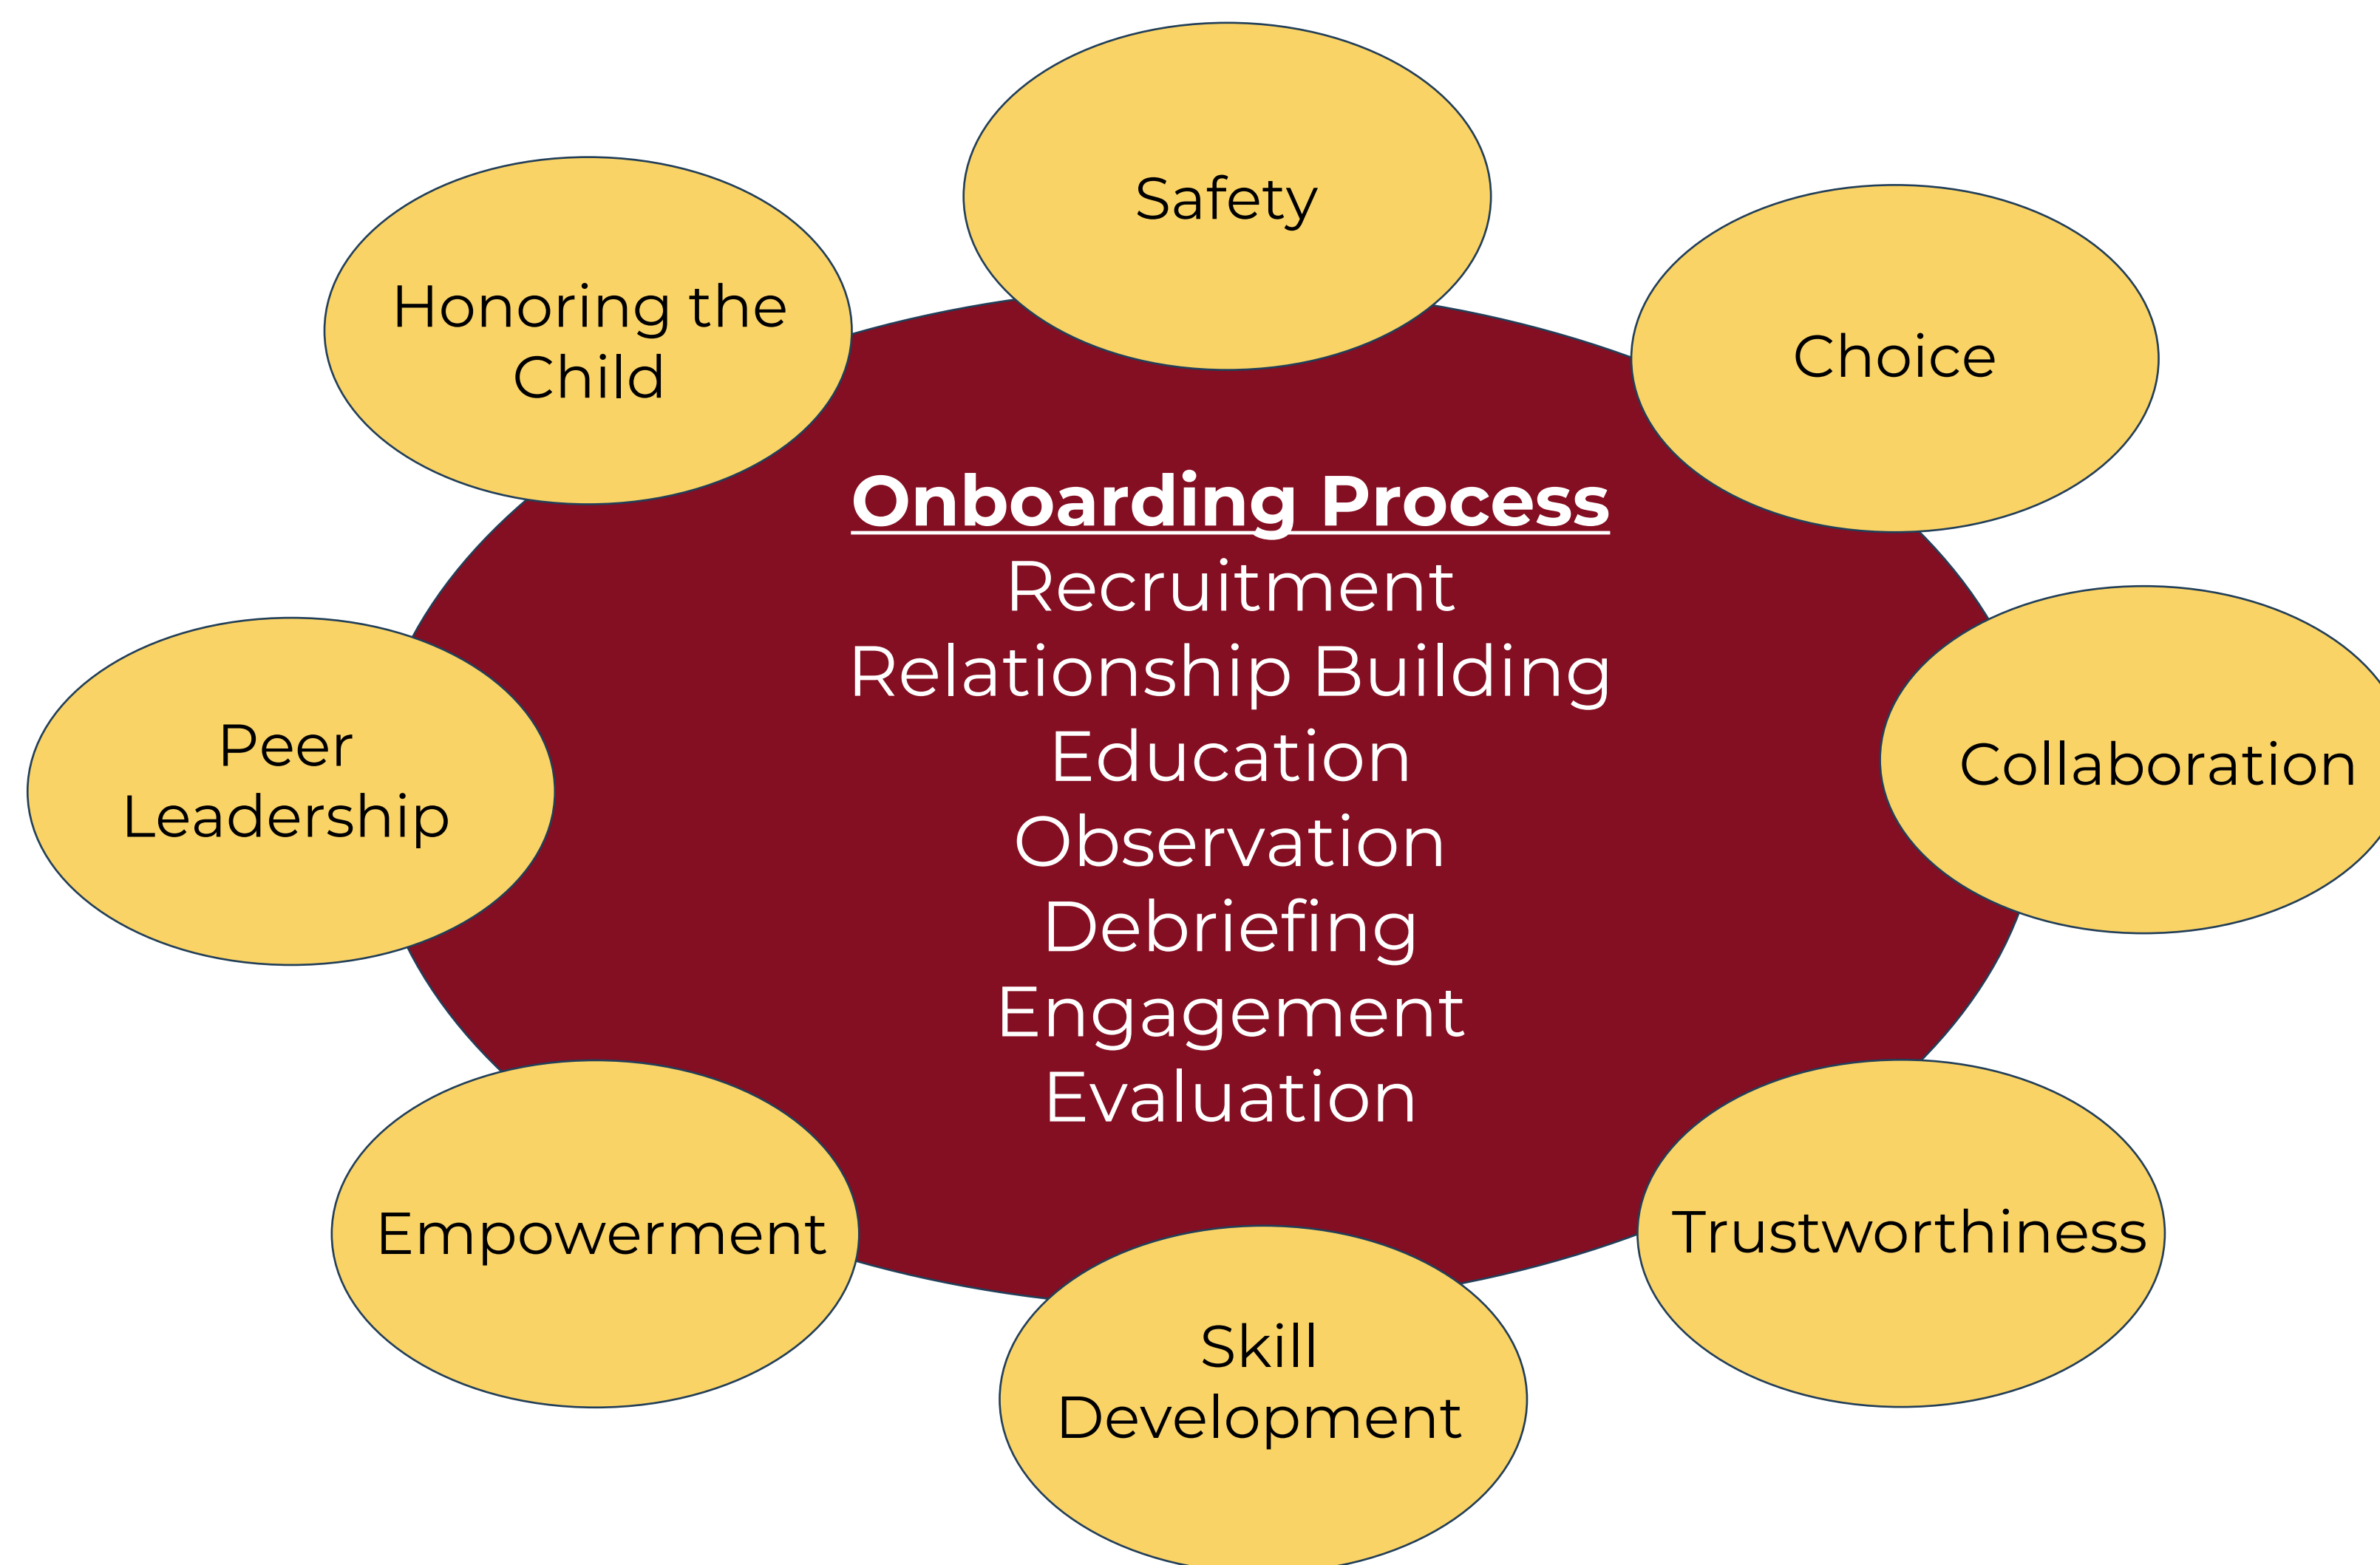 Safety
Honoring the
Child
Choice
Onboarding Process
Recruitment
Relationship Building
Education
Observation
Debriefing
Engagement
Evaluation
Peer
Leadership
Collaboration
Empowerment
Trustworthiness
Skill
Development